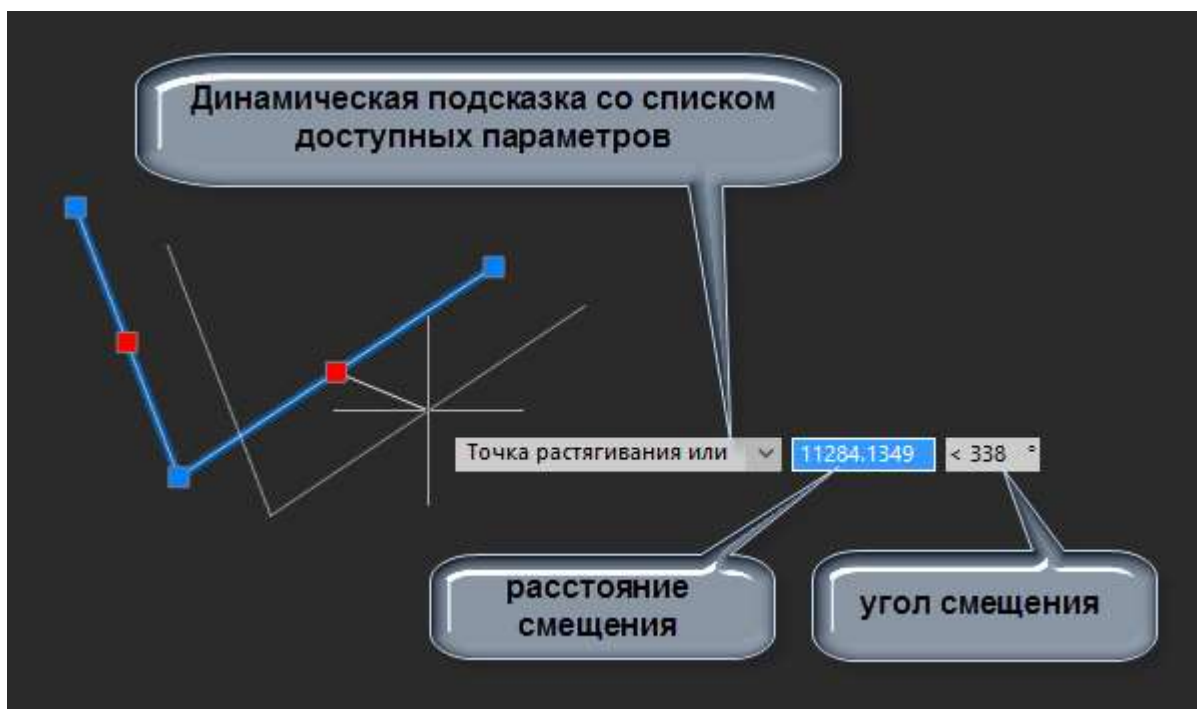 Динамическая подсказка со списком
доступных параметров
Точка растягивания или 11284.1349 < 338 °
расстояние
смещения
угол смещения